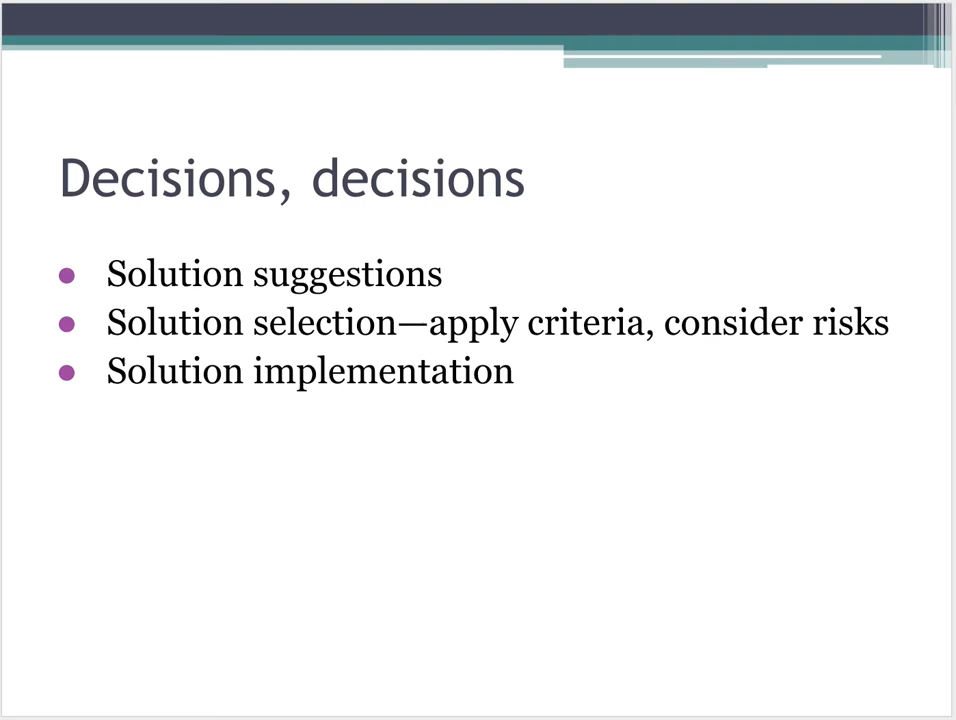 Decisions, decisions
● Solution suggestions
● Solution selection—apply criteria, consider risks
● Solution implementation